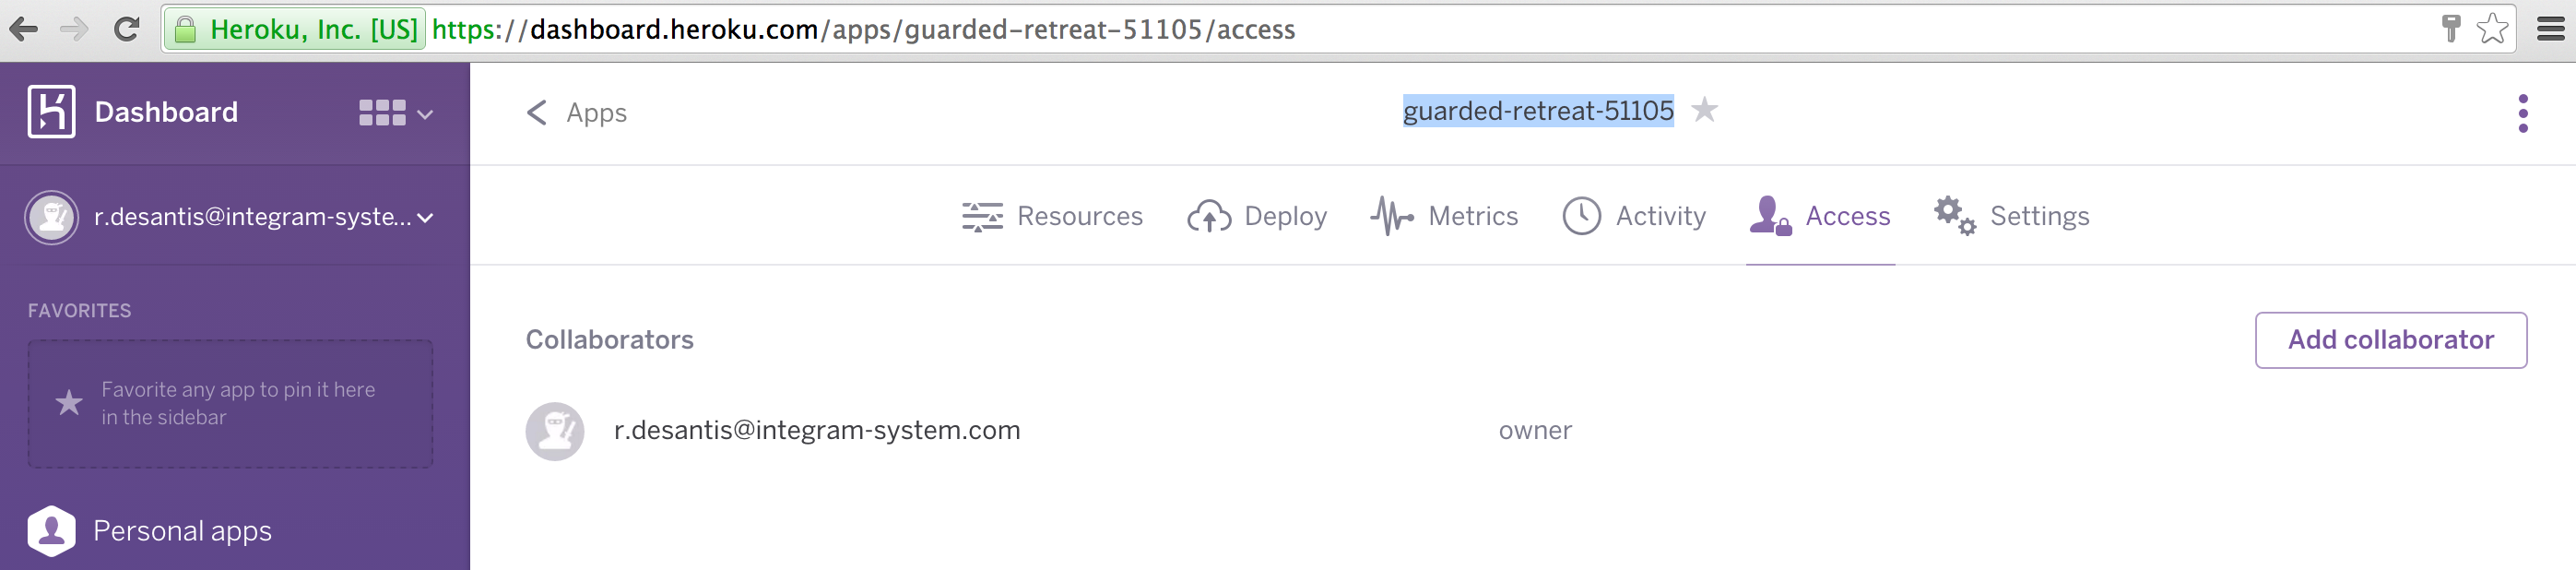 Heroku, Inc. [US] https://dashboard.heroku.com/apps/guarded-retreat-51105/access
Dashboard
Apps
guarded-retreat-51105
r.desantis@integram-syste...
Resources
Deploy
Metrics
Activity
Access
Settings
FAVORITES
Favorite any app to pin it here
in the sidebar
Personal apps
Collaborators
Add collaborator
r.desantis@integram-system.com
owner